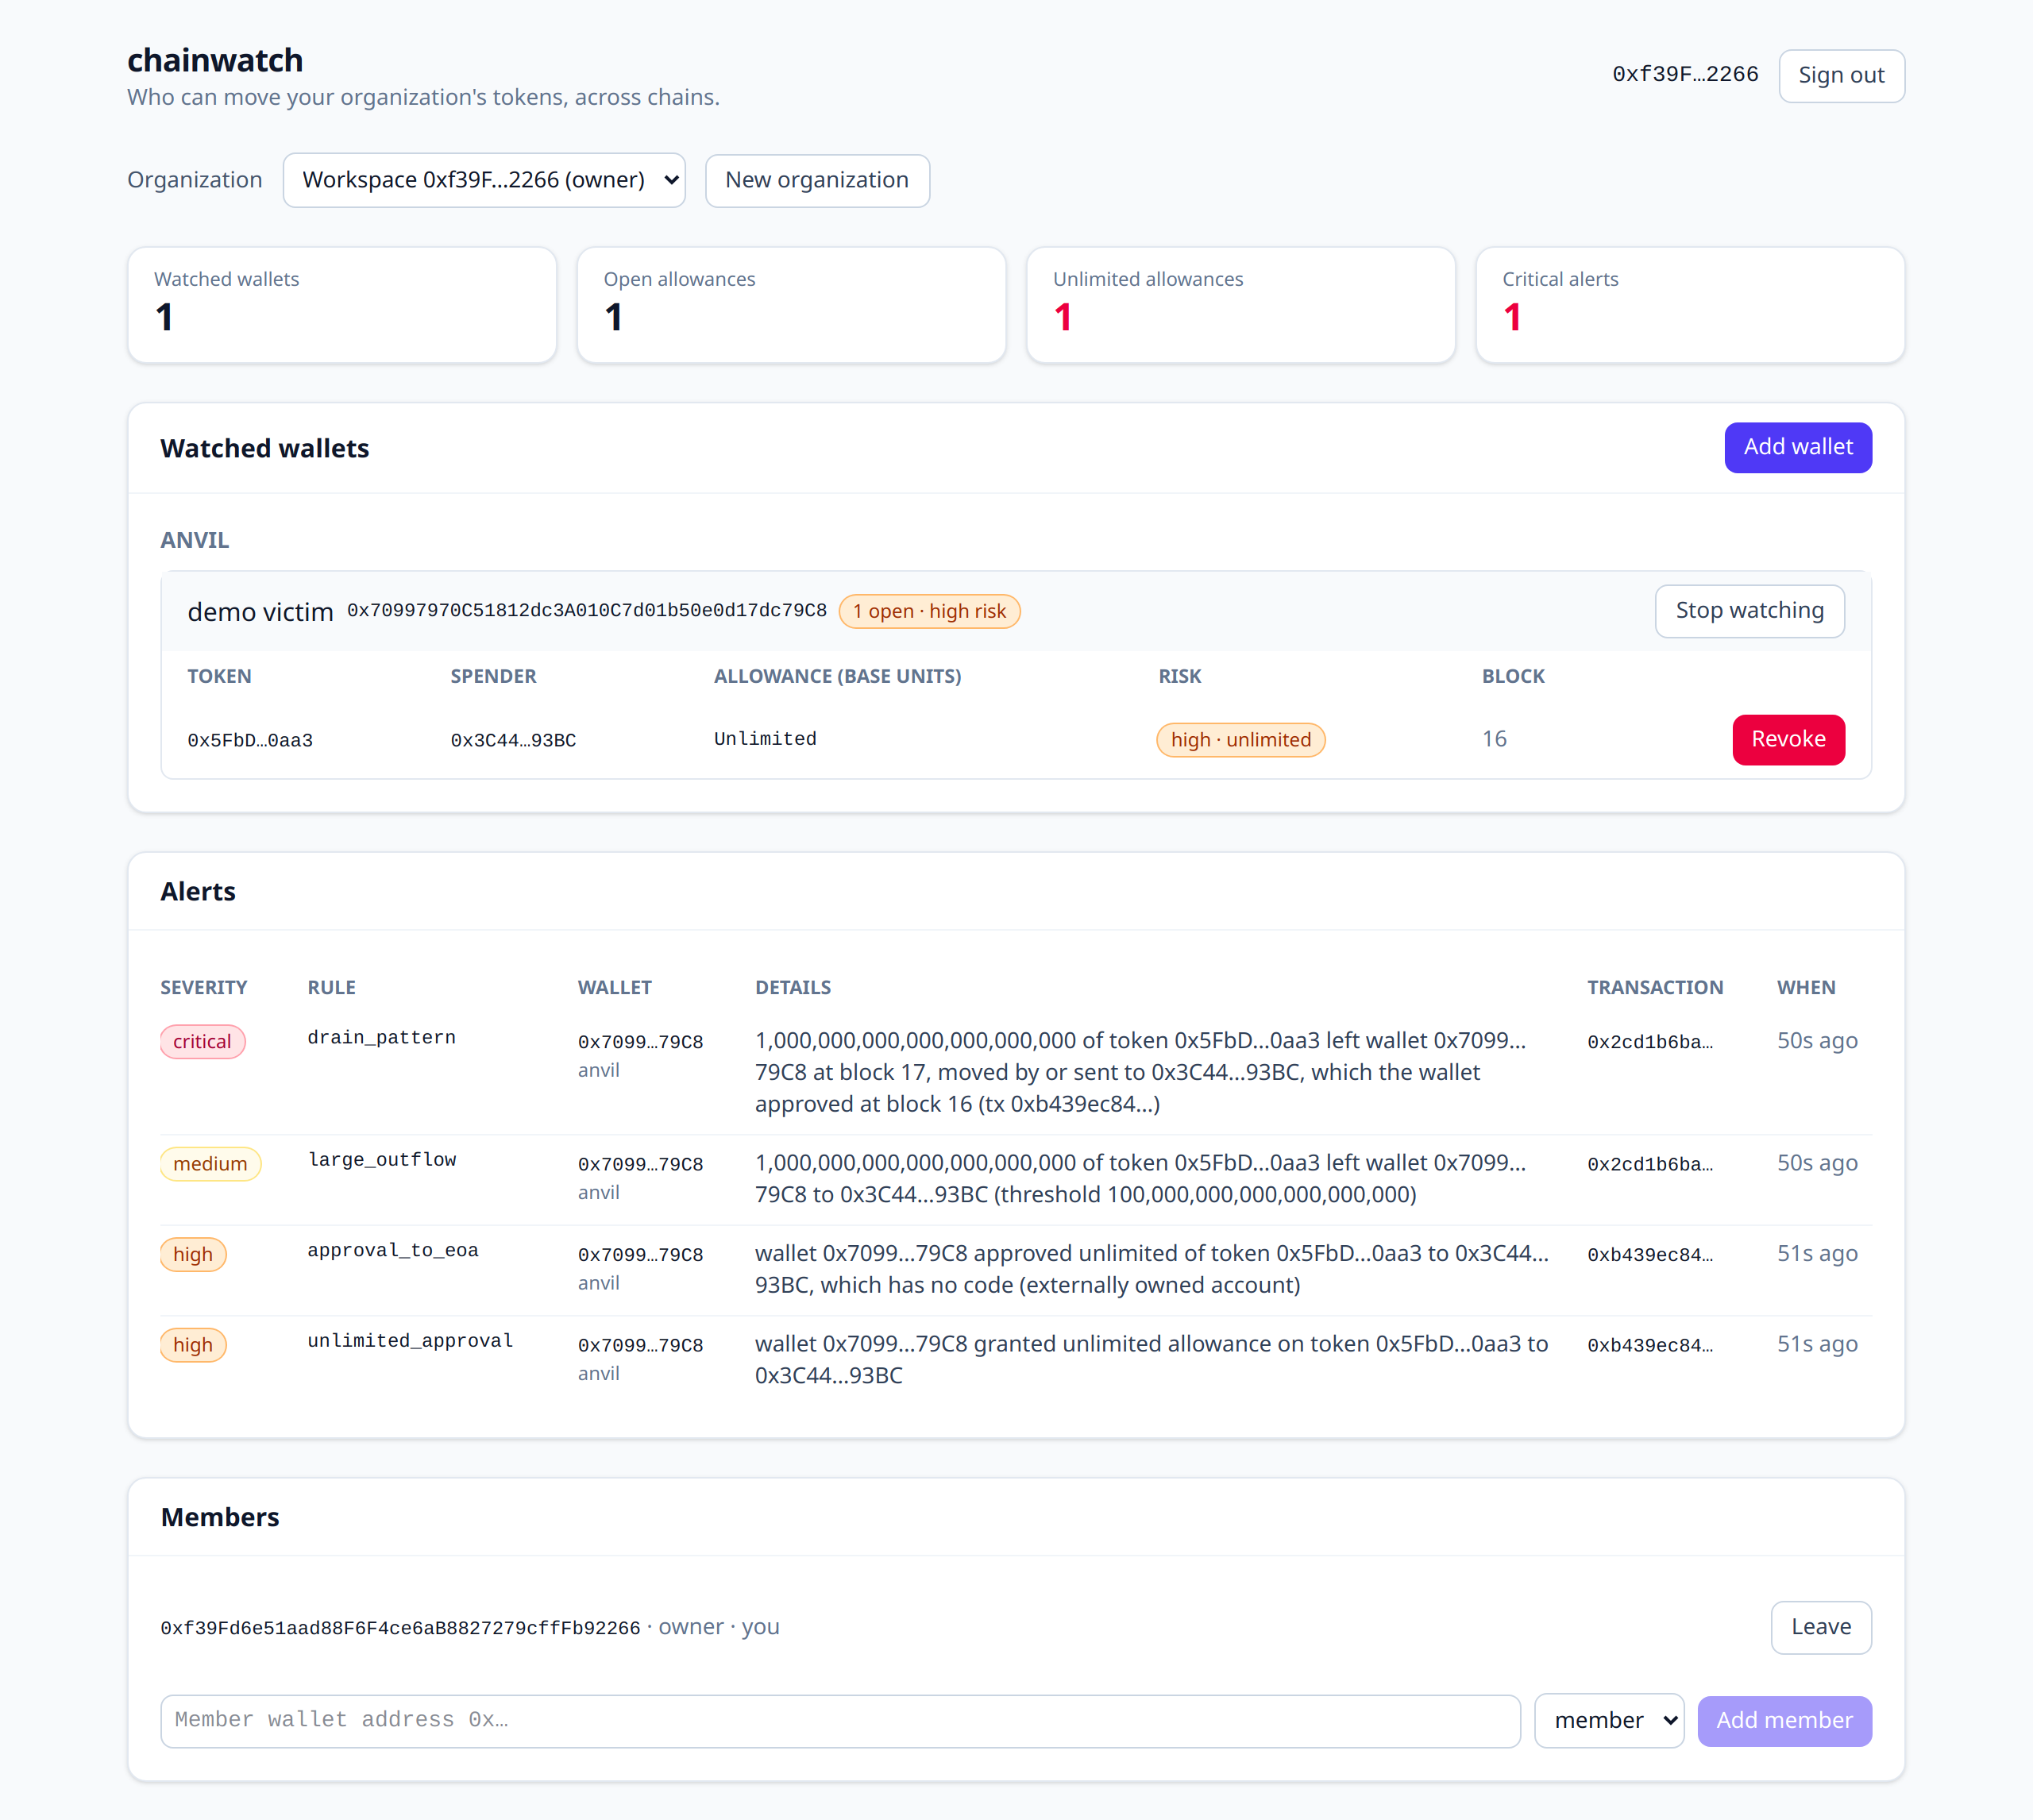 chainwatch
Who can move your organization's tokens, across chains.
0xf39F…2266
Sign out
Organization
Workspace 0xf39F…2266 (owner)
New organization
Watched wallets
1
Open allowances
1
Unlimited allowances
1
Critical alerts
1
Watched wallets
Add wallet
ANVIL
demo victim 0x70997970C51812dc3A010C7d01b50e0d17dc79C8 1 open · high risk
Stop watching
TOKEN SPENDER ALLOWANCE (BASE UNITS) RISK BLOCK
0x5FbD…0aa3 0x3C44…93BC Unlimited high · unlimited 16 Revoke
Alerts
SEVERITY RULE WALLET DETAILS TRANSACTION WHEN
critical drain_pattern 0x7099…79C8 1,000,000,000,000,000,000,000 of token 0x5FbD…0aa3 left wallet 0x7099… 0x2cd1b6ba… 50s ago
anvil 79C8 at block 17, moved by or sent to 0x3C44…93BC, which the wallet
approved at block 16 (tx 0xb439ec84…)
medium large_outflow 0x7099…79C8 1,000,000,000,000,000,000,000 of token 0x5FbD…0aa3 left wallet 0x7099… 0x2cd1b6ba… 50s ago
anvil 79C8 to 0x3C44…93BC (threshold 100,000,000,000,000,000,000)
high approval_to_eoa 0x7099…79C8 wallet 0x7099…79C8 approved unlimited of token 0x5FbD…0aa3 to 0x3C44… 0xb439ec84… 51s ago
anvil 93BC, which has no code (externally owned account)
high unlimited_approval 0x7099…79C8 wallet 0x7099…79C8 granted unlimited allowance on token 0x5FbD…0aa3 to 0xb439ec84… 51s ago
anvil 0x3C44…93BC
Members
0xf39Fd6e51aad88F6F4ce6aB8827279cffFb92266 · owner · you
Leave
Member wallet address 0x…
member
Add member